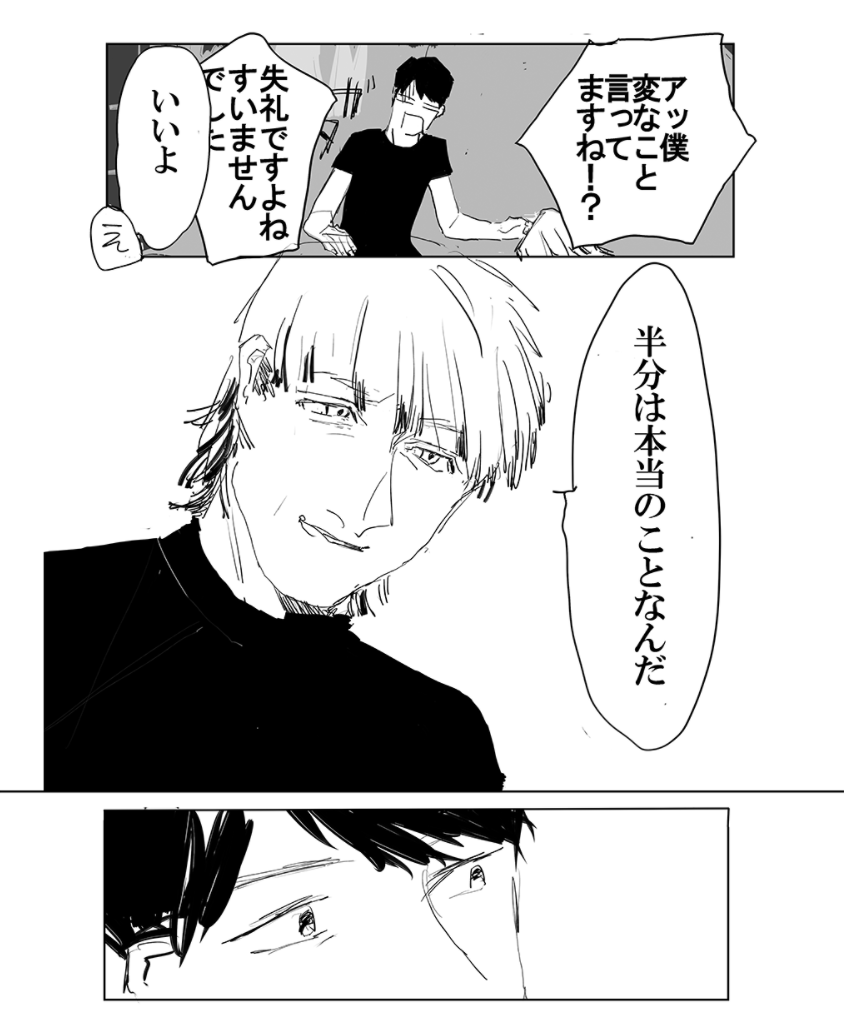 アッ僕
変なこと
言って
ますね!?
失礼ですよね
すいません
でした
いいよ
え
半分は本当のことなんだ